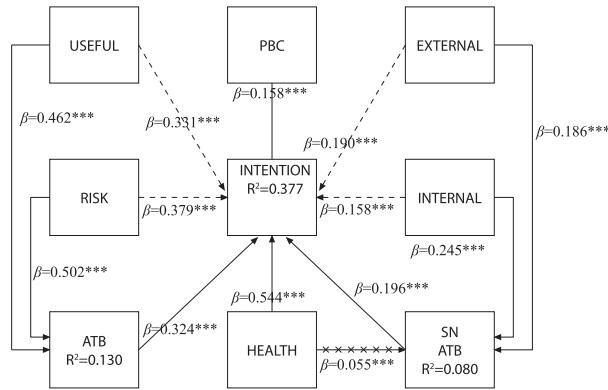 USEFUL
PBC
EXTERNAL
β=0.158***
β=0.462***
β=0.331***
β=0.190***
β=0.186***
RISK
INTENTION
R²=0.377
INTERNAL
β=0.379***
β=0.158***
β=0.245***
β=0.502***
β=0.544***
β=0.196***
β=0.324***
ATB
R²=0.130
HEALTH
SN
ATB
R²=0.080
β=0.055***